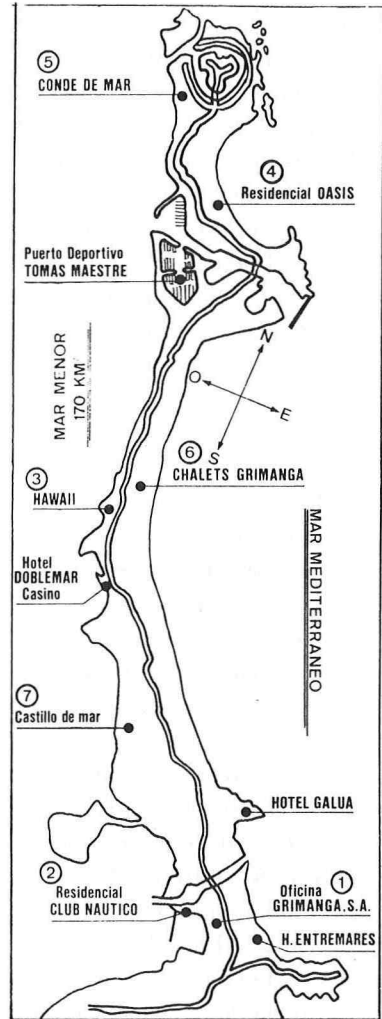 ⑤
CONDE DE MAR
④
Residencial OASIS
Puerto Deportivo
TOMAS MAESTRE
MAR MENOR
170 KM
N
O
E
S
⑥
CHALETS GRIMANGA
③
HAWAII
MAR MEDITERRANEO
Hotel
DOBLEMAR
Casino
⑦
Castillo de mar
HOTEL GALUA
②
Residencial
CLUB NAUTICO
①
Oficina
GRIMANGA.S.A.
H. ENTREMARES